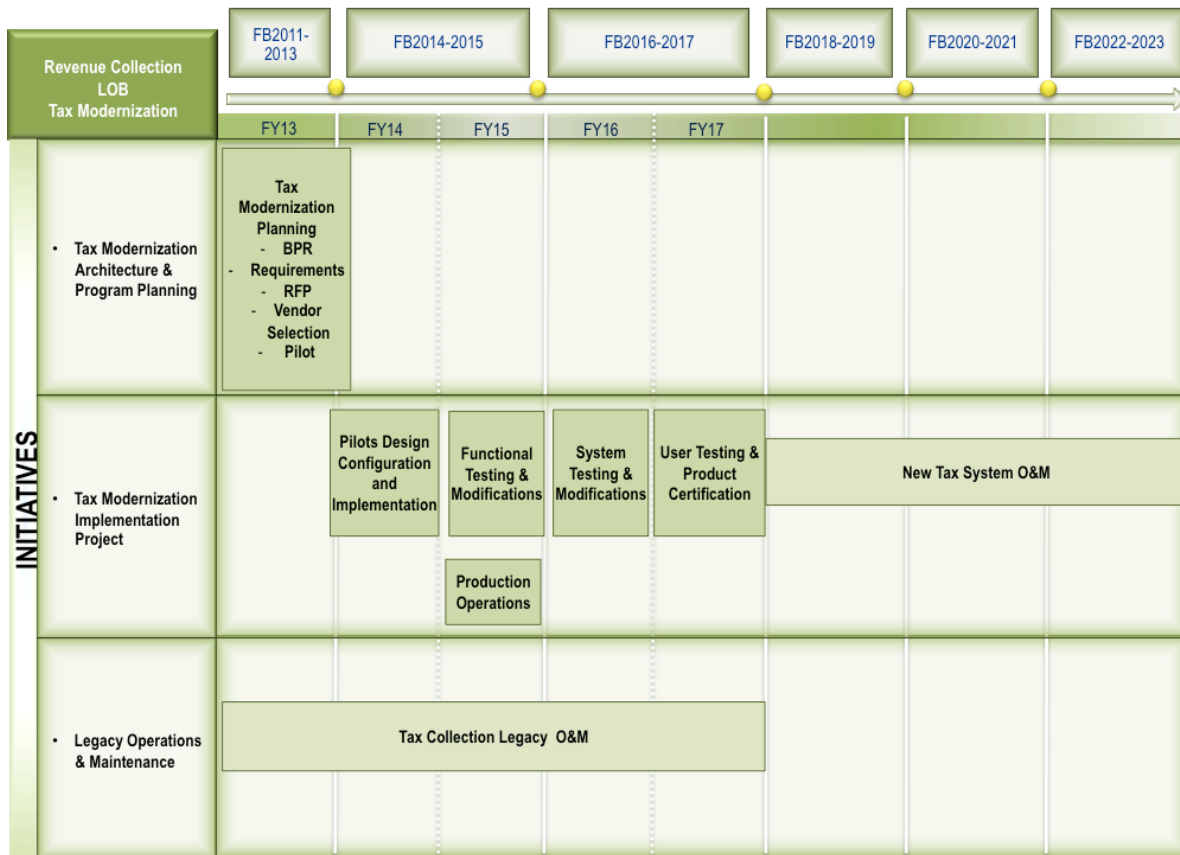 FB2011-
2013
FB2014-2015
FB2016-2017
FB2018-2019
FB2020-2021
FB2022-2023
Revenue Collection
LOB
Tax Modernization
FY13
FY14
FY15
FY16
FY17
INITIATIVES
• Tax Modernization
Architecture &
Program Planning
Tax
Modernization
Planning
- BPR
- Requirements
- RFP
- Vendor
Selection
- Pilot
• Tax Modernization
Implementation
Project
Pilots Design
Configuration
and
Implementation
Functional
Testing &
Modifications
System
Testing &
Modifications
User Testing &
Product
Certification
New Tax System O&M
Production
Operations
• Legacy Operations
& Maintenance
Tax Collection Legacy O&M